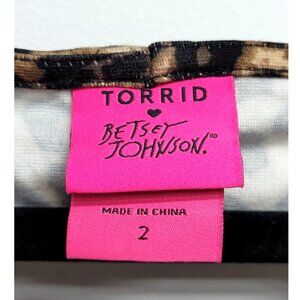 TORRID
BETSEY
JOHNSON.
MADE IN CHINA
2